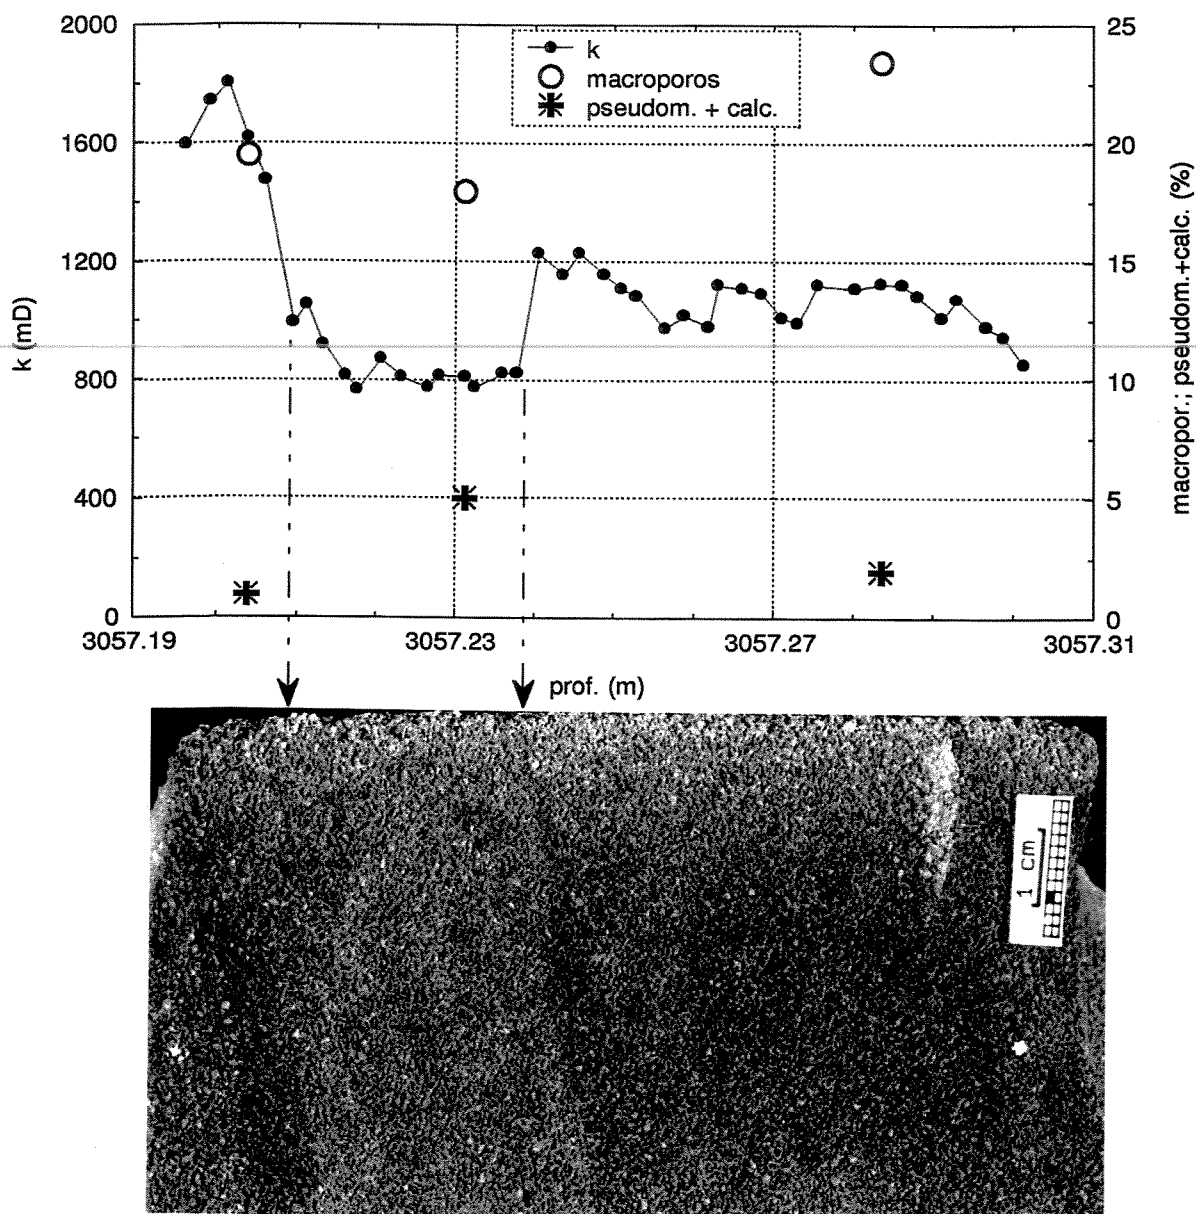 2000
1600
1200
800
400
0
k (mD)
k
macroporos
pseudom. + calc.
25
20
15
10
5
0
macropor.; pseudom.+calc. (%)
3057.19
3057.23
3057.27
3057.31
prof. (m)
1 cm